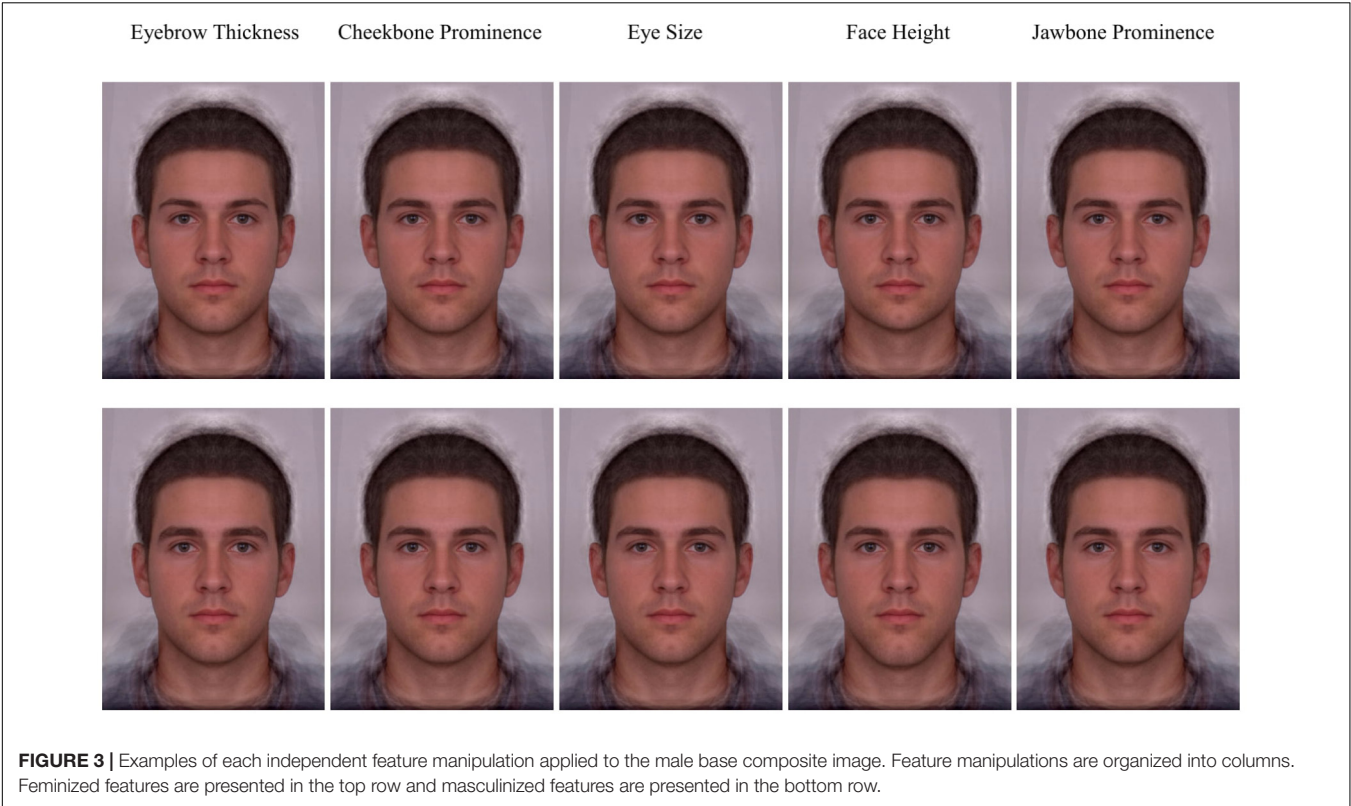 Eyebrow Thickness Cheekbone Prominence Eye Size Face Height Jawbone Prominence
FIGURE 3 | Examples of each independent feature manipulation applied to the male base composite image. Feature manipulations are organized into columns.
Feminized features are presented in the top row and masculinized features are presented in the bottom row.